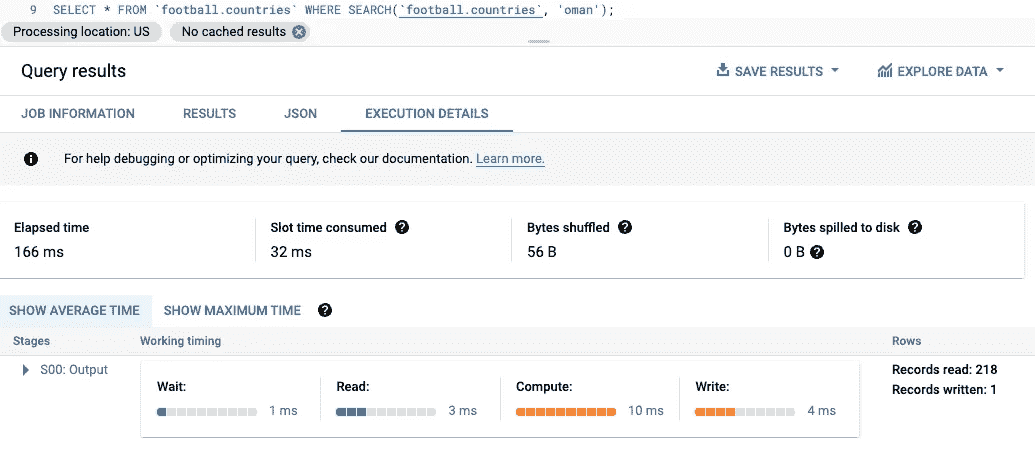 9 SELECT * FROM `football.countries` WHERE SEARCH(`football.countries`, 'oman');
Processing location: US No cached results
Query results SAVE RESULTS EXPLORE DATA
JOB INFORMATION RESULTS JSON EXECUTION DETAILS
For help debugging or optimizing your query, check our documentation. Learn more.
Elapsed time Slot time consumed Bytes shuffled Bytes spilled to disk
166 ms 32 ms 56 B 0 B
SHOW AVERAGE TIME SHOW MAXIMUM TIME
Stages Working timing Rows
S00: Output Wait: Read: Compute: Write: Records read: 218
1 ms 3 ms 10 ms 4 ms Records written: 1